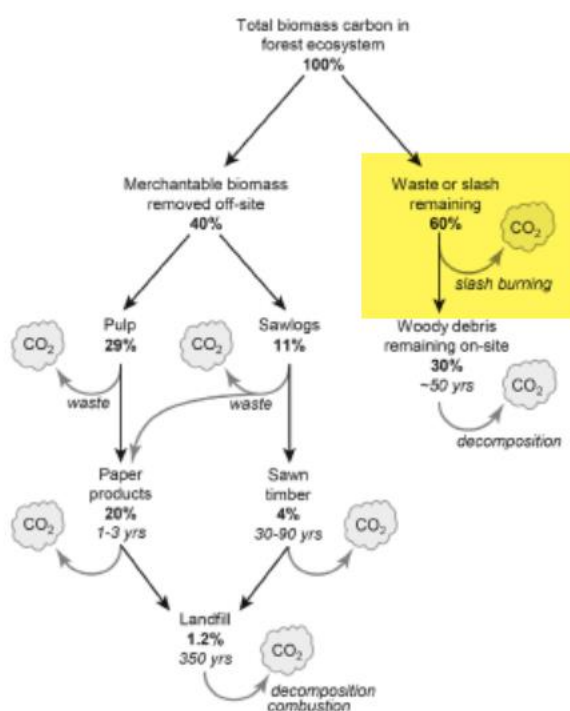 Total biomass carbon in
forest ecosystem
100%
Merchantable biomass
removed off-site
40%
Waste or slash
remaining
60%
CO2
slash burning
Pulp
29%
CO2
waste
Sawlogs
11%
CO2
waste
Woody debris
remaining on-site
30%
~50 yrs
CO2
decomposition
Paper
products
20%
1-3 yrs
CO2
Sawn
timber
4%
30-90 yrs
CO2
Landfill
1.2%
350 yrs
CO2
decomposition
combustion